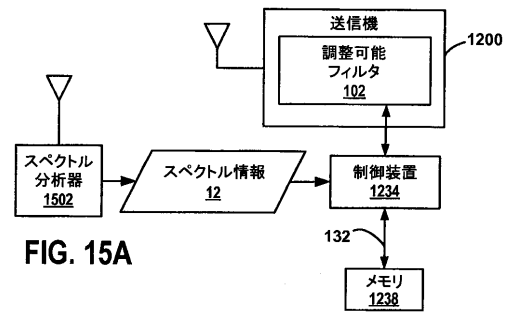 送信機
1200
調整可能
フィルタ
102
スペクトル
分析器
1502
スペクトル情報
12
制御装置
1234
132
メモリ
1238
FIG. 15A